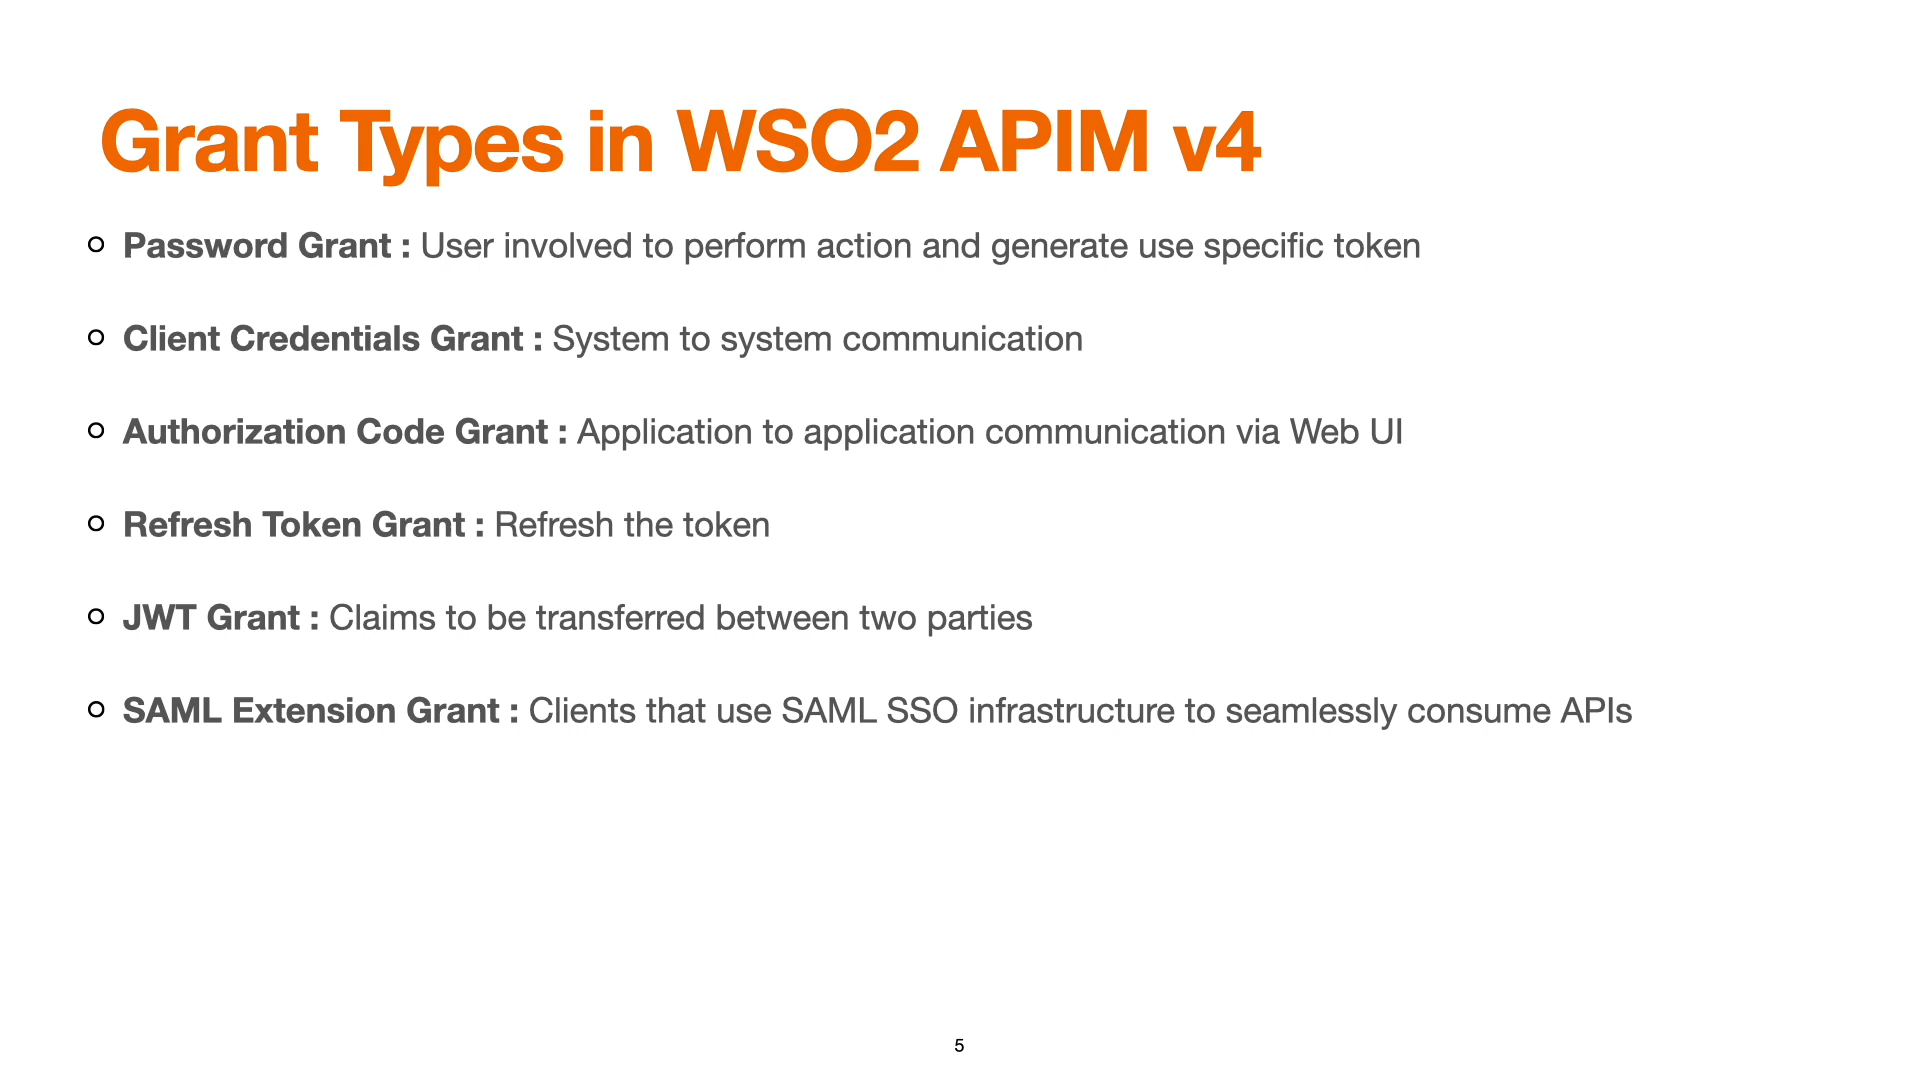 Grant Types in WSO2 APIM v4
Password Grant : User involved to perform action and generate use specific token
Client Credentials Grant : System to system communication
Authorization Code Grant : Application to application communication via Web UI
Refresh Token Grant : Refresh the token
JWT Grant : Claims to be transferred between two parties
SAML Extension Grant : Clients that use SAML SSO infrastructure to seamlessly consume APIs
5